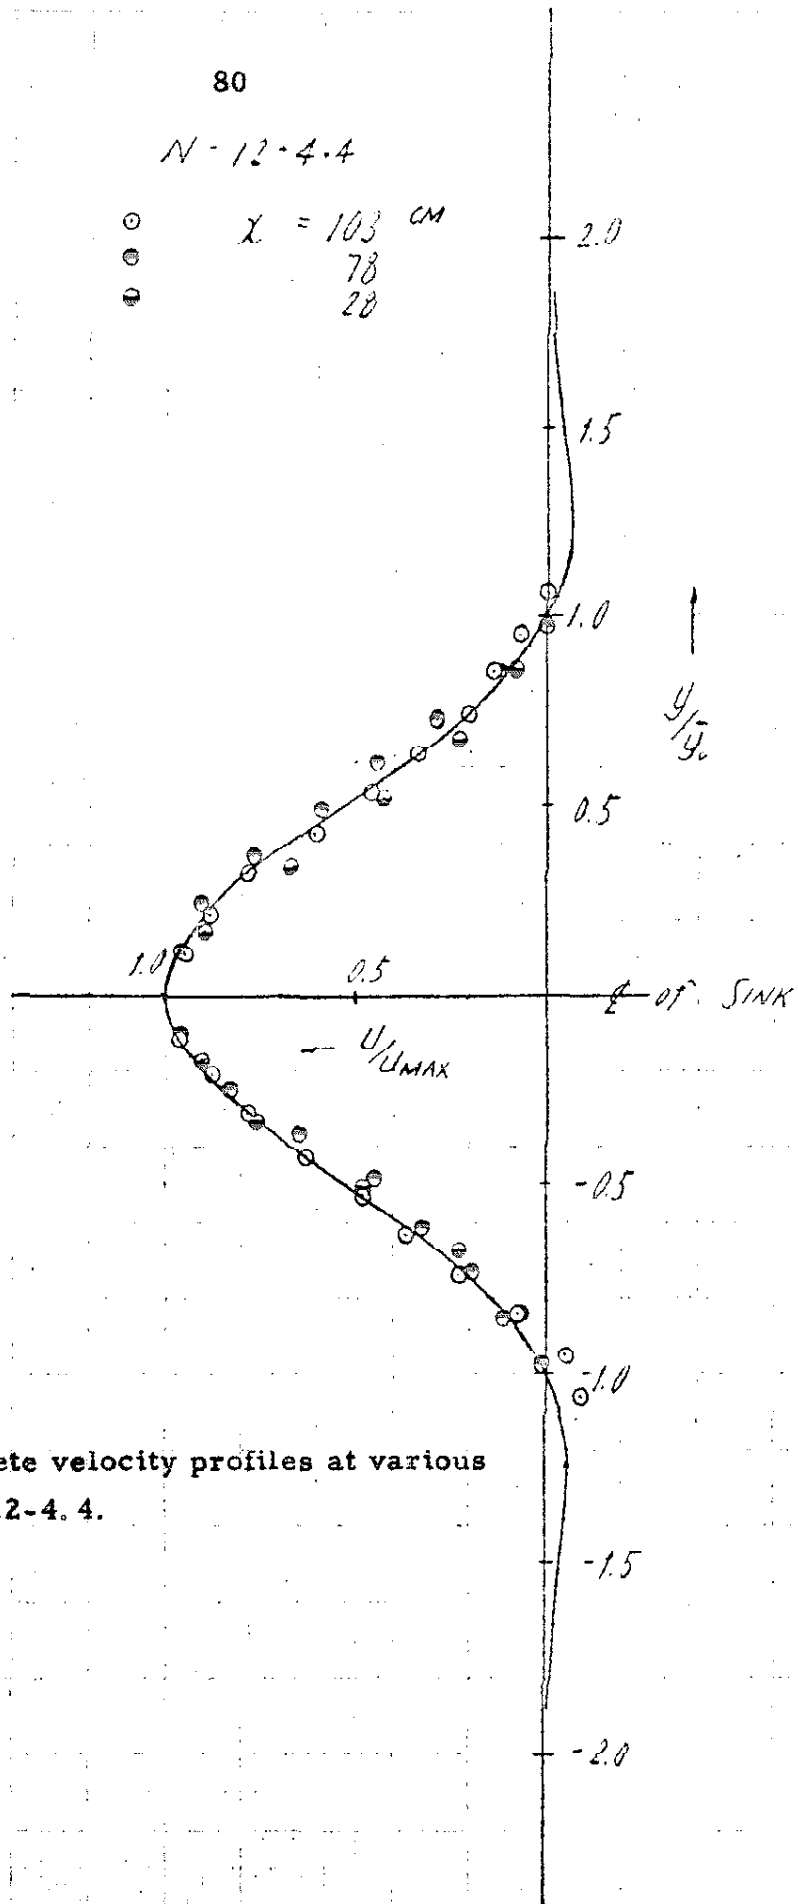 80
N - 12 - 4.4
χ = 103 CM
78
28
2.0
1.5
1.0
y/ȳ₀
0.5
1.0
0.5
℄ OF SINK
U/UMAX
-0.5
-1.0
ete velocity profiles at various
2-4.4.
-1.5
-2.0